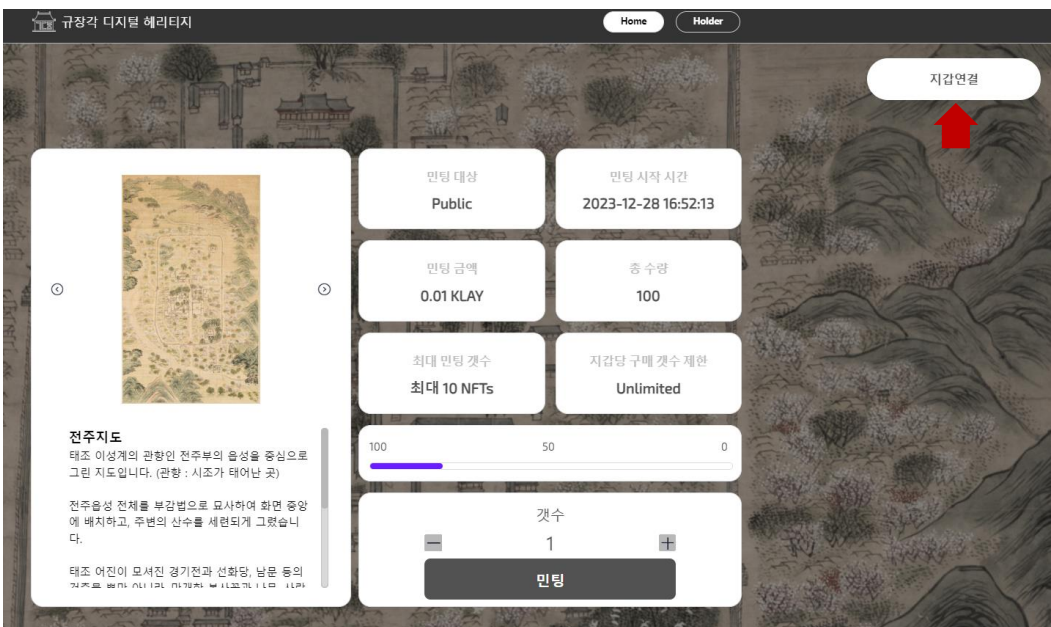 규장각 디지털 헤리티지
Home
Holder
지갑연결
민팅 대상
Public
민팅 시작 시간
2023-12-28 16:52:13
민팅 금액
0.01 KLAY
총 수량
100
최대 민팅 갯수
최대 10 NFTs
지갑당 구매 갯수 제한
Unlimited
전주지도
태조 이성계의 관향인 전주부의 읍성을 중심으로
그린 지도입니다. (관향 : 시조가 태어난 곳)
전주읍성 전체를 부감법으로 묘사하여 화면 중앙
에 배치하고, 주변의 산수를 세련되게 그렸습니
다.
태조 어진이 모셔진 경기전과 선화당, 남문 등의
100 50 0
갯수
1
민팅